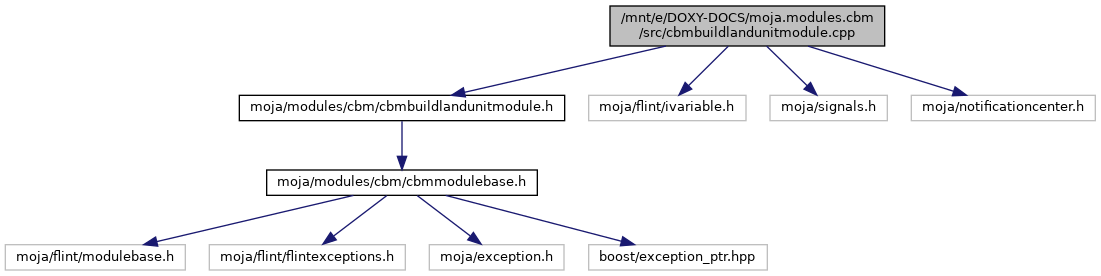 /mnt/e/DOXY-DOCS/moja.modules.cbm
/src/cbmbuildlandunitmodule.cpp
moja/modules/cbm/cbmbuildlandunitmodule.h
moja/flint/ivariable.h
moja/signals.h
moja/notificationcenter.h
moja/modules/cbm/cbmmodulebase.h
moja/flint/modulebase.h
moja/flint/flintexceptions.h
moja/exception.h
boost/exception_ptr.hpp